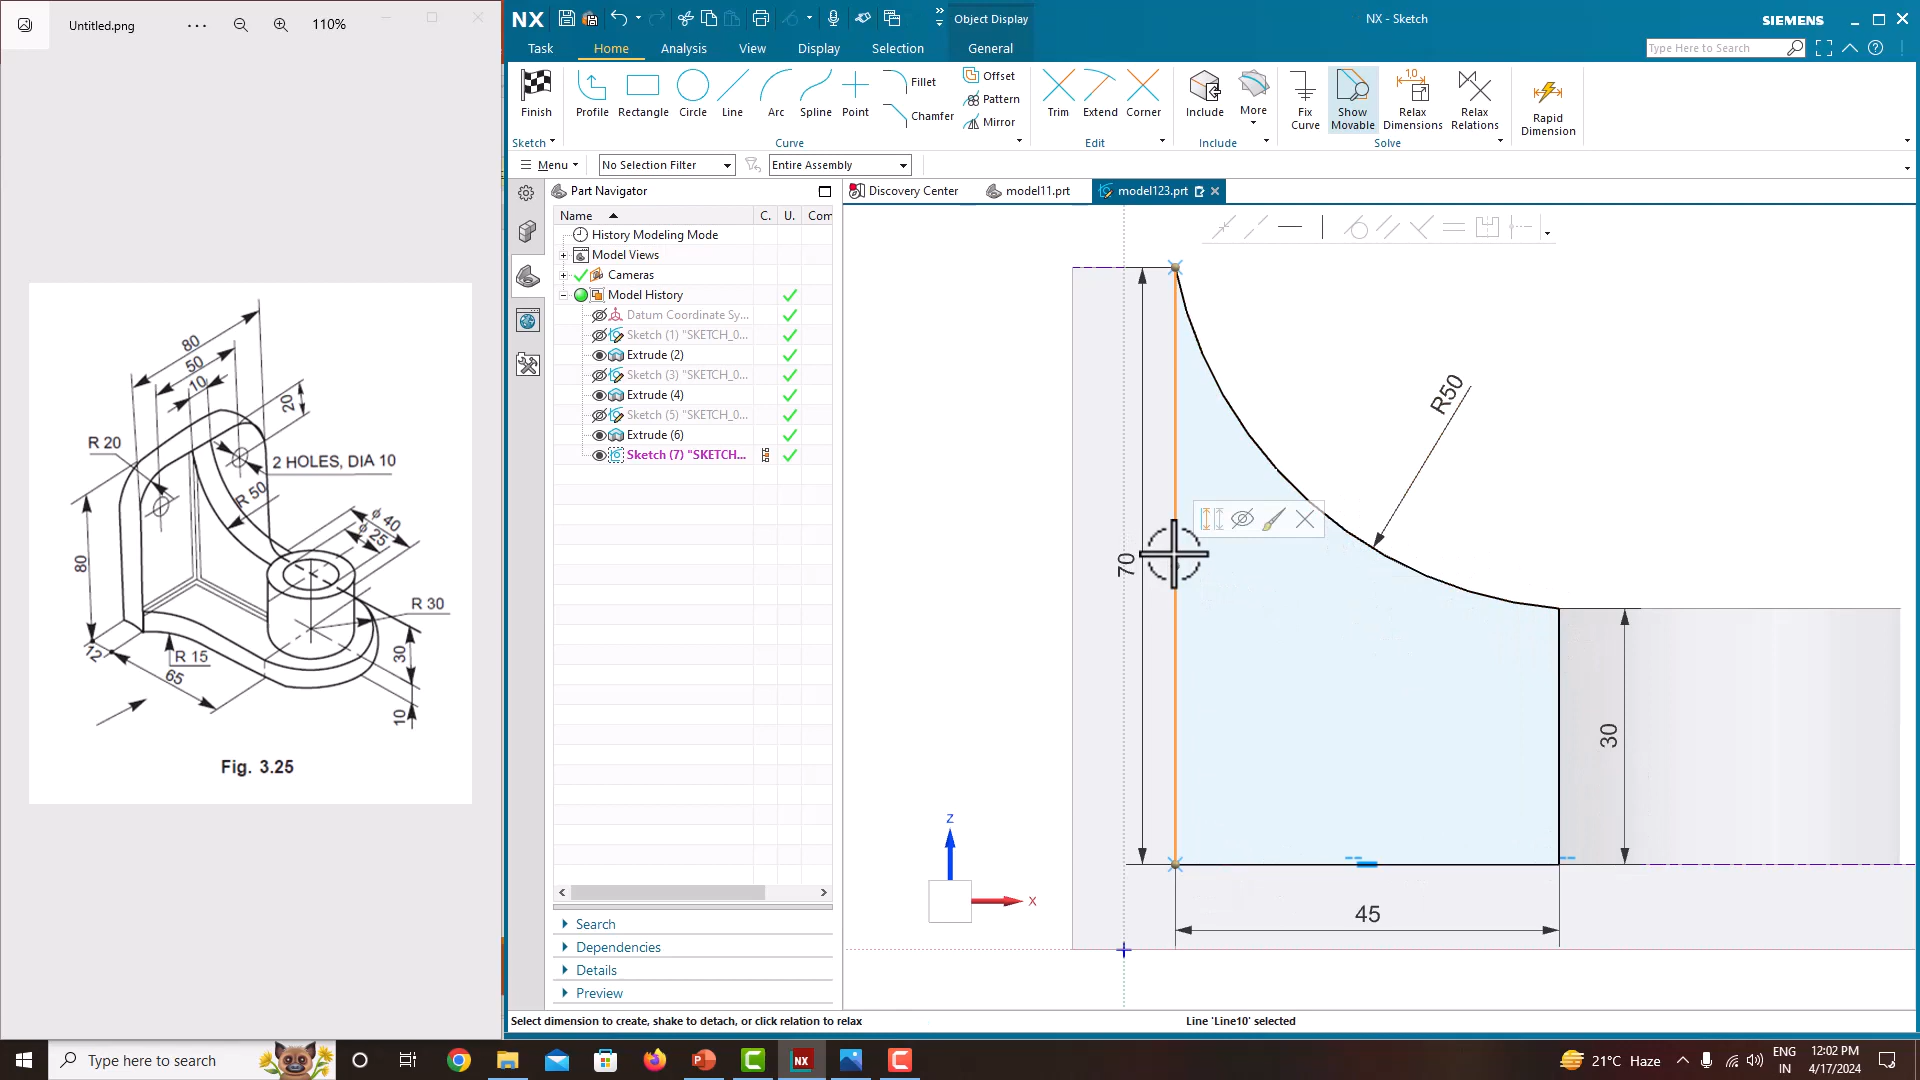 Untitled.png
110%
NX
Object Display
NX - Sketch
SIEMENS
Task
Home
Analysis
View
Display
Selection
General
Type Here to Search
Finish
Profile
Rectangle
Circle
Line
Arc
Spline
Point
Fillet
Chamfer
Offset
Pattern
Mirror
Trim
Extend
Corner
Include
More
Fix Curve
Show Movable
Relax Dimensions
Relax Relations
Rapid Dimension
Sketch
Curve
Edit
Include
Solve
Menu
No Selection Filter
Entire Assembly
Part Navigator
Discovery Center
model11.prt
model123.prt
Name
C.
U.
Com
History Modeling Mode
Model Views
Cameras
Model History
Datum Coordinate Sy...
Sketch (1) "SKETCH_0...
Extrude (2)
Sketch (3) "SKETCH_0...
Extrude (4)
Sketch (5) "SKETCH_0...
Extrude (6)
Sketch (7) "SKETCH...
Search
Dependencies
Details
Preview
80
50
10
20
R 20
2 HOLES, DIA 10
R 50
ϕ 40
ϕ 25
80
R 30
12
R 15
65
30
10
Fig. 3.25
R50
70
30
45
Z
X
Select dimension to create, shake to detach, or click relation to relax
Line 'Line10' selected
Type here to search
NX
21°C Haze
ENG
IN
12:02 PM
4/17/2024